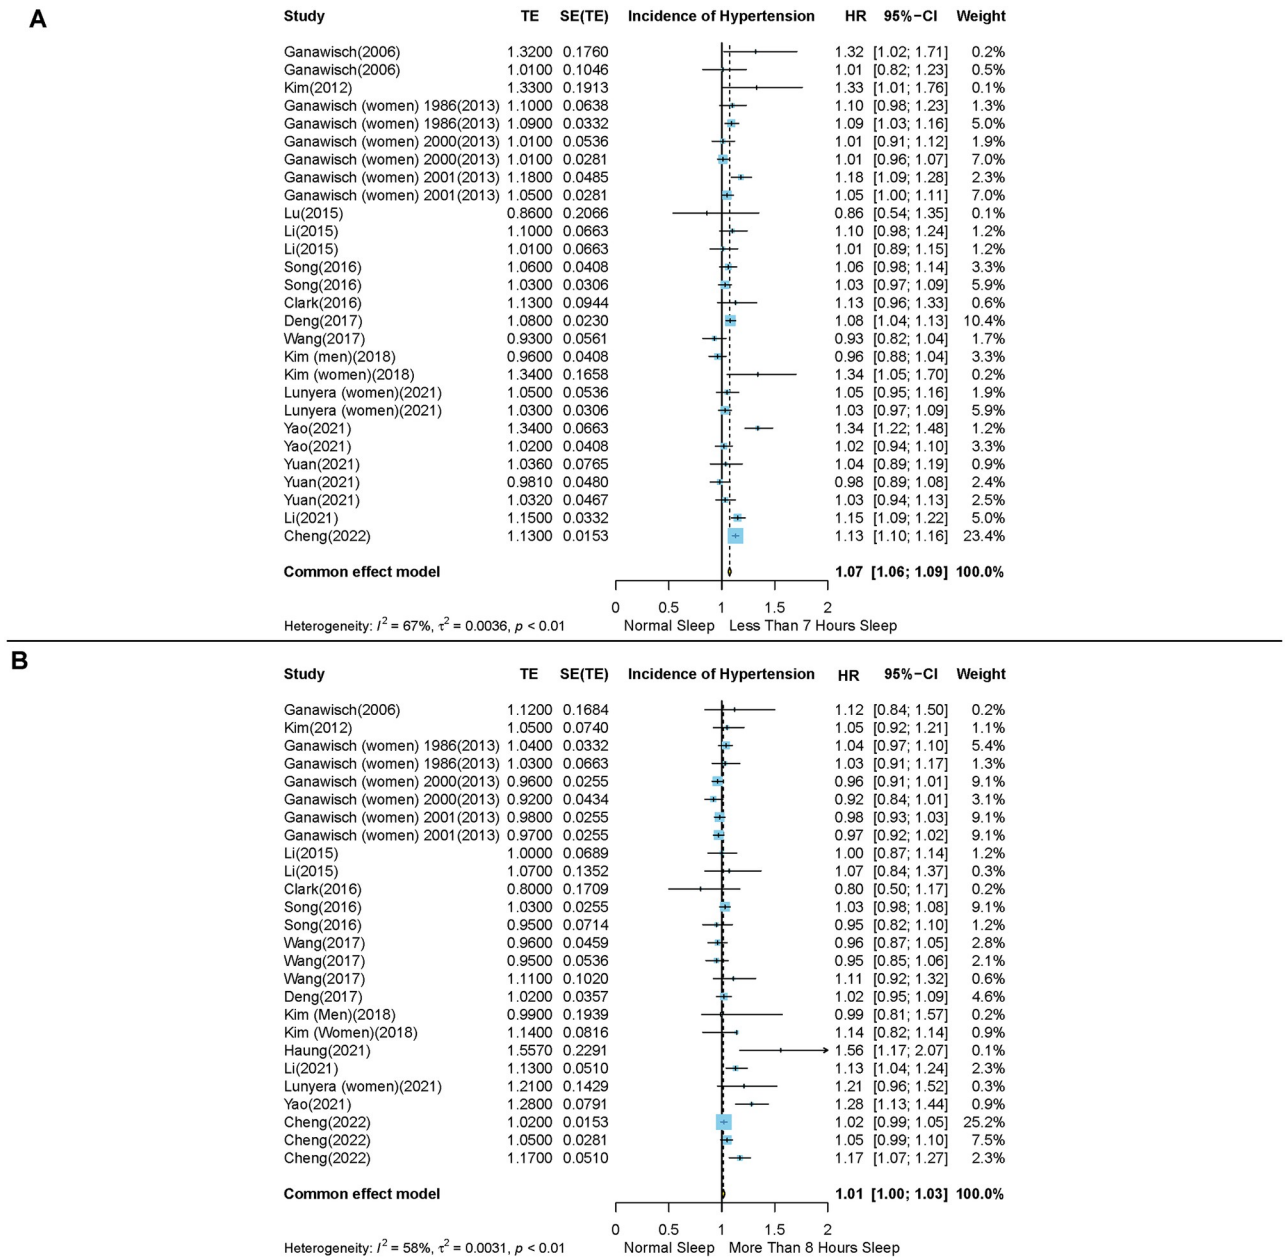 A
Study TE SE(TE) Incidence of Hypertension HR 95%−CI Weight
Ganawisch(2006) 1.3200 0.1760 1.32 [1.02; 1.71] 0.2%
Ganawisch(2006) 1.0100 0.1046 1.01 [0.82; 1.23] 0.5%
Kim(2012) 1.3300 0.1913 1.33 [1.01; 1.76] 0.1%
Ganawisch (women) 1986(2013) 1.1000 0.0638 1.10 [0.98; 1.23] 1.3%
Ganawisch (women) 1986(2013) 1.0900 0.0332 1.09 [1.03; 1.16] 5.0%
Ganawisch (women) 2000(2013) 1.0100 0.0536 1.01 [0.91; 1.12] 1.9%
Ganawisch (women) 2000(2013) 1.0100 0.0281 1.01 [0.96; 1.07] 7.0%
Ganawisch (women) 2001(2013) 1.1800 0.0485 1.18 [1.09; 1.28] 2.3%
Ganawisch (women) 2001(2013) 1.0500 0.0281 1.05 [1.00; 1.11] 7.0%
Lu(2015) 0.8600 0.2066 0.86 [0.54; 1.35] 0.1%
Li(2015) 1.1000 0.0663 1.10 [0.98; 1.24] 1.2%
Li(2015) 1.0100 0.0663 1.01 [0.89; 1.15] 1.2%
Song(2016) 1.0600 0.0408 1.06 [0.98; 1.14] 3.3%
Song(2016) 1.0300 0.0306 1.03 [0.97; 1.09] 5.9%
Clark(2016) 1.1300 0.0944 1.13 [0.96; 1.33] 0.6%
Deng(2017) 1.0800 0.0230 1.08 [1.04; 1.13] 10.4%
Wang(2017) 0.9300 0.0561 0.93 [0.82; 1.04] 1.7%
Kim (men)(2018) 0.9600 0.0408 0.96 [0.88; 1.04] 3.3%
Kim (women)(2018) 1.3400 0.1658 1.34 [1.05; 1.70] 0.2%
Lunyera (women)(2021) 1.0500 0.0536 1.05 [0.95; 1.16] 1.9%
Lunyera (women)(2021) 1.0300 0.0306 1.03 [0.97; 1.09] 5.9%
Yao(2021) 1.3400 0.0663 1.34 [1.22; 1.48] 1.2%
Yao(2021) 1.0200 0.0408 1.02 [0.94; 1.10] 3.3%
Yuan(2021) 1.0360 0.0765 1.04 [0.89; 1.19] 0.9%
Yuan(2021) 0.9810 0.0480 0.98 [0.89; 1.08] 2.4%
Yuan(2021) 1.0320 0.0467 1.03 [0.94; 1.13] 2.5%
Li(2021) 1.1500 0.0332 1.15 [1.09; 1.22] 5.0%
Cheng(2022) 1.1300 0.0153 1.13 [1.10; 1.16] 23.4%
Common effect model 1.07 [1.06; 1.09] 100.0%
0 0.5 1 1.5 2
Heterogeneity: I² = 67%, τ² = 0.0036, p < 0.01 Normal Sleep Less Than 7 Hours Sleep
B
Study TE SE(TE) Incidence of Hypertension HR 95%−CI Weight
Ganawisch(2006) 1.1200 0.1684 1.12 [0.84; 1.50] 0.2%
Kim(2012) 1.0500 0.0740 1.05 [0.92; 1.21] 1.1%
Ganawisch (women) 1986(2013) 1.0400 0.0332 1.04 [0.97; 1.10] 5.4%
Ganawisch (women) 1986(2013) 1.0300 0.0663 1.03 [0.91; 1.17] 1.3%
Ganawisch (women) 2000(2013) 0.9600 0.0255 0.96 [0.91; 1.01] 9.1%
Ganawisch (women) 2000(2013) 0.9200 0.0434 0.92 [0.84; 1.01] 3.1%
Ganawisch (women) 2001(2013) 0.9800 0.0255 0.98 [0.93; 1.03] 9.1%
Ganawisch (women) 2001(2013) 0.9700 0.0255 0.97 [0.92; 1.02] 9.1%
Li(2015) 1.0000 0.0689 1.00 [0.87; 1.14] 1.2%
Li(2015) 1.0700 0.1352 1.07 [0.84; 1.37] 0.3%
Clark(2016) 0.8000 0.1709 0.80 [0.50; 1.17] 0.2%
Song(2016) 1.0300 0.0255 1.03 [0.98; 1.08] 9.1%
Song(2016) 0.9500 0.0714 0.95 [0.82; 1.10] 1.2%
Wang(2017) 0.9600 0.0459 0.96 [0.87; 1.05] 2.8%
Wang(2017) 0.9500 0.0536 0.95 [0.85; 1.06] 2.1%
Wang(2017) 1.1100 0.1020 1.11 [0.92; 1.32] 0.6%
Deng(2017) 1.0200 0.0357 1.02 [0.95; 1.09] 4.6%
Kim (Men)(2018) 0.9900 0.1939 0.99 [0.81; 1.57] 0.2%
Kim (Women)(2018) 1.1400 0.0816 1.14 [0.82; 1.14] 0.9%
Haung(2021) 1.5570 0.2291 1.56 [1.17; 2.07] 0.1%
Li(2021) 1.1300 0.0510 1.13 [1.04; 1.24] 2.3%
Lunyera (women)(2021) 1.2100 0.1429 1.21 [0.96; 1.52] 0.3%
Yao(2021) 1.2800 0.0791 1.28 [1.13; 1.44] 0.9%
Cheng(2022) 1.0200 0.0153 1.02 [0.99; 1.05] 25.2%
Cheng(2022) 1.0500 0.0281 1.05 [0.99; 1.10] 7.5%
Cheng(2022) 1.1700 0.0510 1.17 [1.07; 1.27] 2.3%
Common effect model 1.01 [1.00; 1.03] 100.0%
0 0.5 1 1.5 2
Heterogeneity: I² = 58%, τ² = 0.0031, p < 0.01 Normal Sleep More Than 8 Hours Sleep